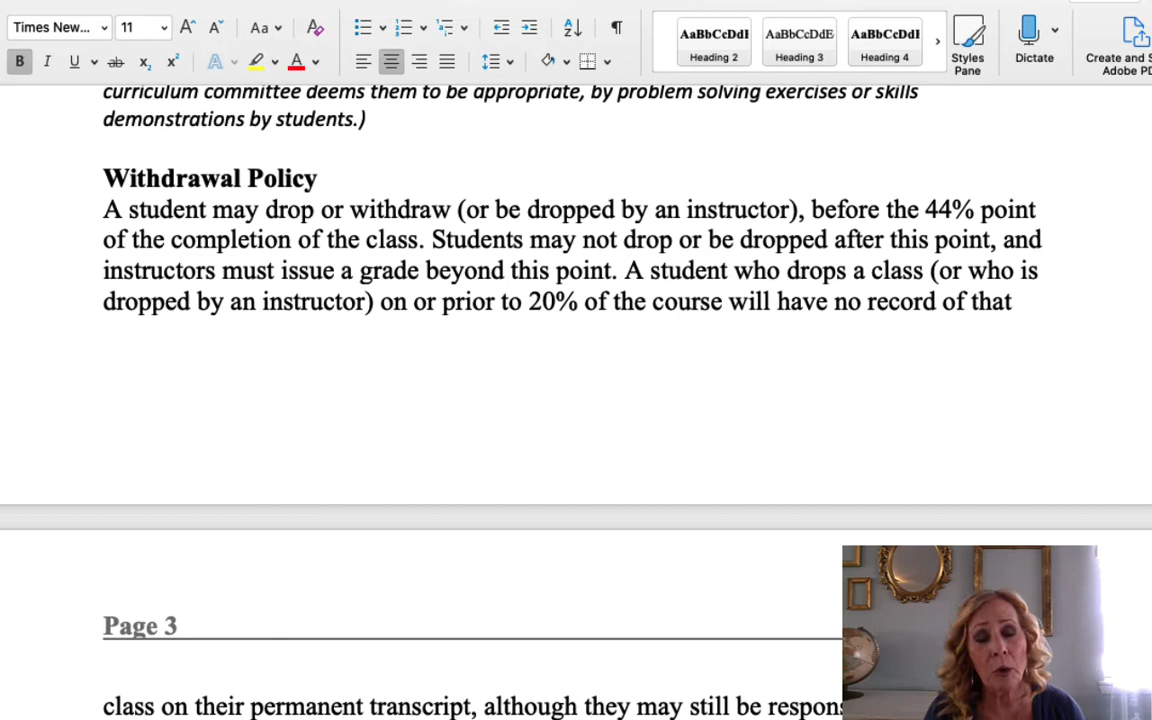 Times New... 11 A^ A˅ Aa A
AaBbCcDdI AaBbCcDdE AaBbCcDdI
Heading 2 Heading 3 Heading 4
Styles Pane
Dictate
Create and S
Adobe PD
B I U ab x₂ x² A A
curriculum committee deems them to be appropriate, by problem solving exercises or skills
demonstrations by students.)
Withdrawal Policy
A student may drop or withdraw (or be dropped by an instructor), before the 44% point
of the completion of the class. Students may not drop or be dropped after this point, and
instructors must issue a grade beyond this point. A student who drops a class (or who is
dropped by an instructor) on or prior to 20% of the course will have no record of that
Page 3
class on their permanent transcript, although they may still be respons